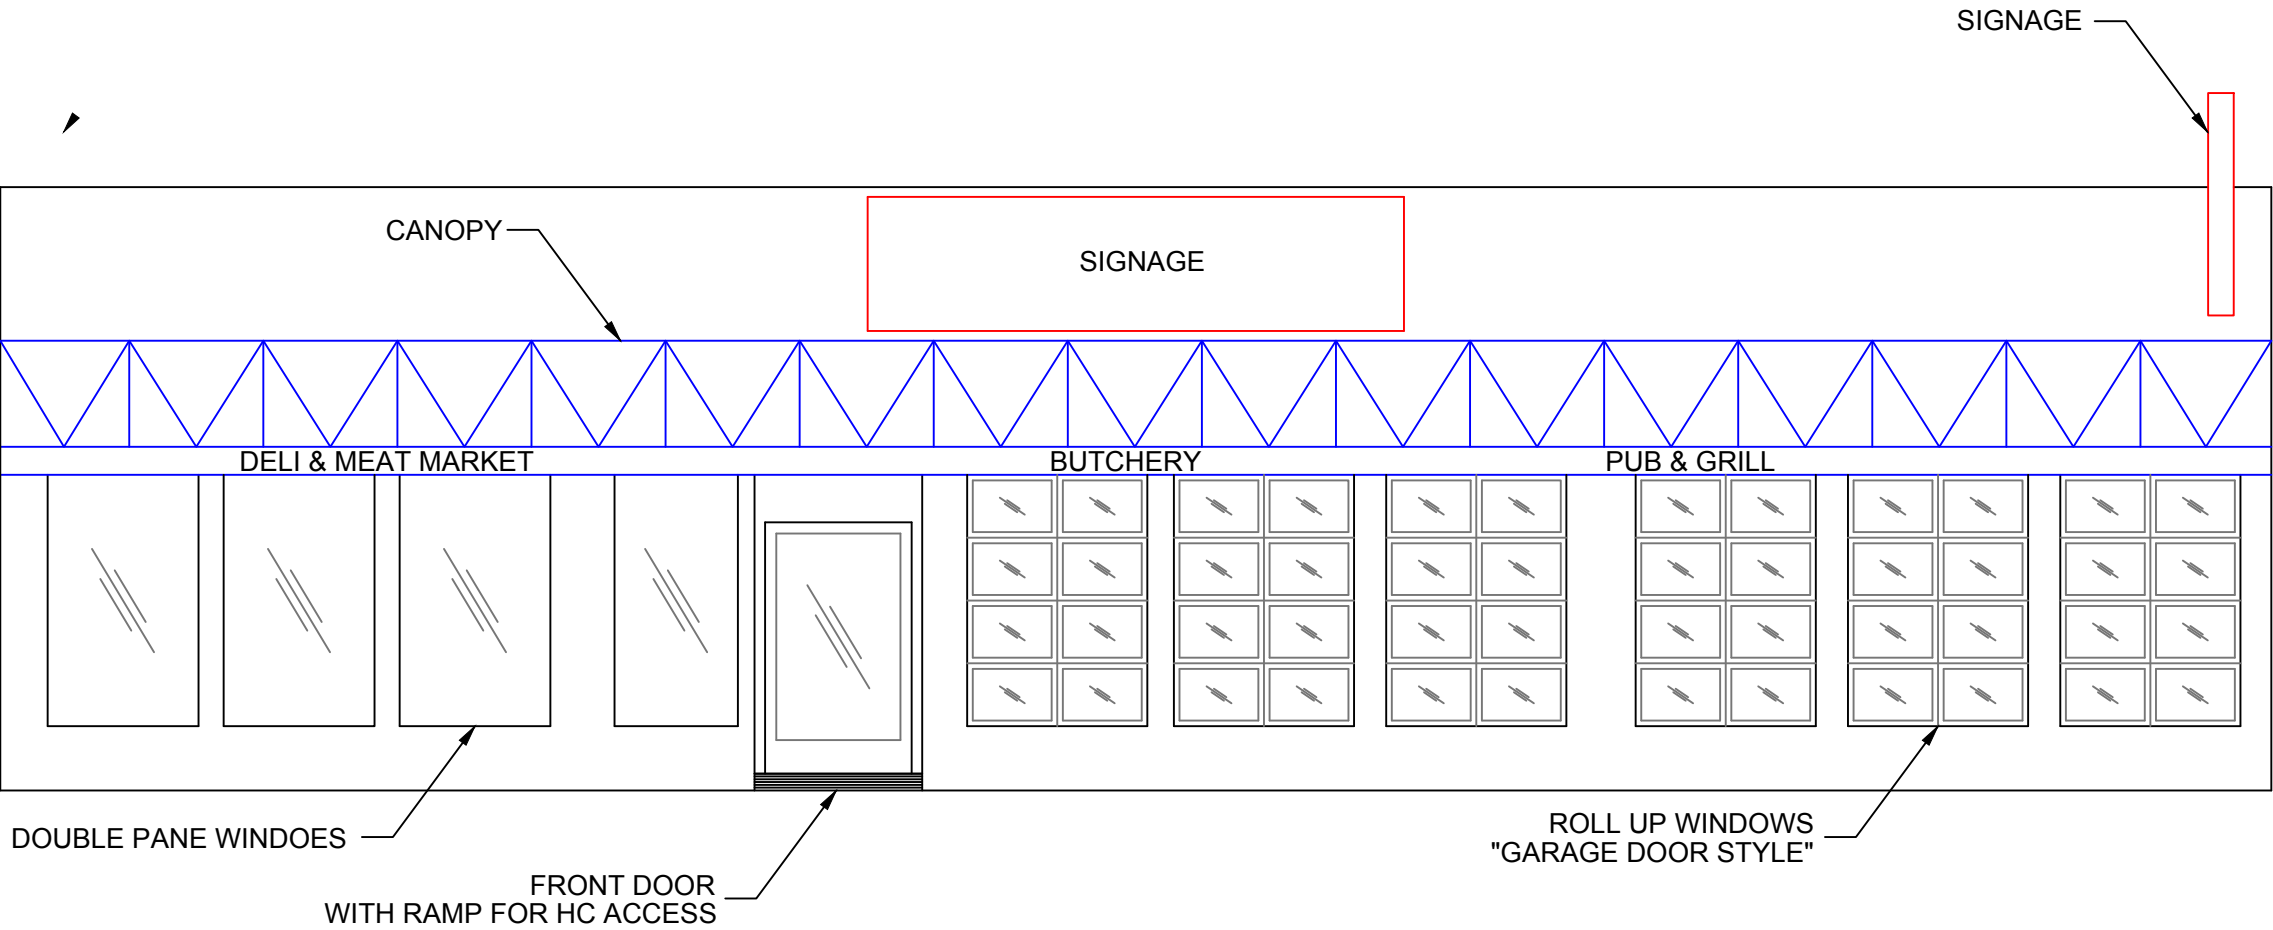 SIGNAGE
CANOPY
SIGNAGE
DELI & MEAT MARKET
BUTCHERY
PUB & GRILL
DOUBLE PANE WINDOES
ROLL UP WINDOWS
"GARAGE DOOR STYLE"
FRONT DOOR
WITH RAMP FOR HC ACCESS